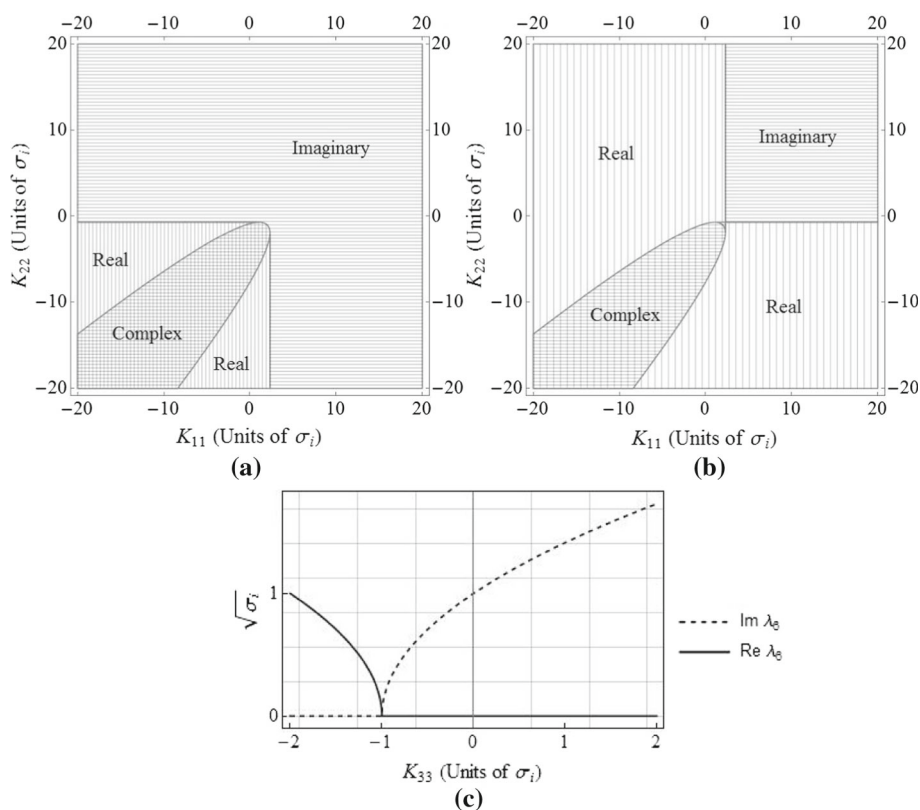 −20 −10 0 10 20
20 20
10 10
0 0
−10 −10
−20 −20
−20 −10 0 10 20
K22 (Units of σi)
K11 (Units of σi)
Imaginary
Real
Complex
Real
(a)
−20 −10 0 10 20
20 20
10 10
0 0
−10 −10
−20 −20
−20 −10 0 10 20
K22 (Units of σi)
K11 (Units of σi)
Real
Imaginary
Complex
Real
(b)
1
0
√σi
−2 −1 0 1 2
K33 (Units of σi)
Im λ6
Re λ6
(c)